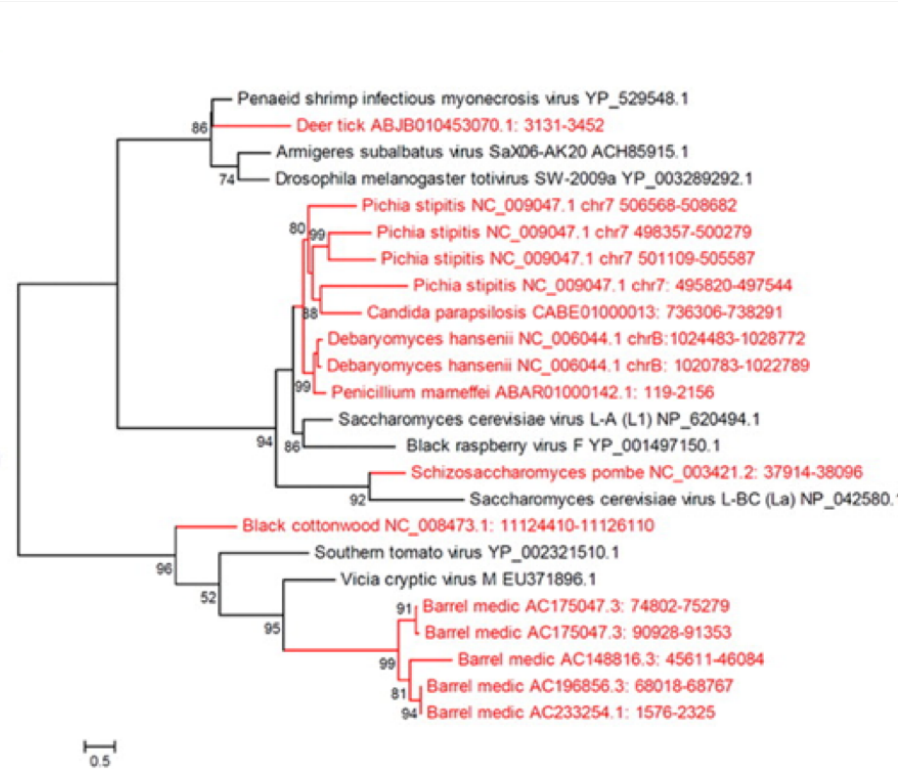 Penaeid shrimp infectious myonecrosis virus YP_529548.1
86
Deer tick ABJB010453070.1: 3131-3452
Armigeres subalbatus virus SaX06-AK20 ACH85915.1
74
Drosophila melanogaster totivirus SW-2009a YP_003289292.1
Pichia stipitis NC_009047.1 chr7 506568-508682
80
99
Pichia stipitis NC_009047.1 chr7 498357-500279
Pichia stipitis NC_009047.1 chr7 501109-505587
Pichia stipitis NC_009047.1 chr7: 495820-497544
88
Candida parapsilosis CABE01000013: 736306-738291
Debaryomyces hansenii NC_006044.1 chrB:1024483-1028772
Debaryomyces hansenii NC_006044.1 chrB: 1020783-1022789
99
Penicillium mameffei ABAR01000142.1: 119-2156
Saccharomyces cerevisiae virus L-A (L1) NP_620494.1
94
86
Black raspberry virus F YP_001497150.1
Schizosaccharomyces pombe NC_003421.2: 37914-38096
92
Saccharomyces cerevisiae virus L-BC (La) NP_042580.
Black cottonwood NC_008473.1: 11124410-11126110
96
Southern tomato virus YP_002321510.1
52
Vicia cryptic virus M EU371896.1
95
91
Barrel medic AC175047.3: 74802-75279
Barrel medic AC175047.3: 90928-91353
99
Barrel medic AC148816.3: 45611-46084
81
Barrel medic AC196856.3: 68018-68767
94
Barrel medic AC233254.1: 1576-2325
0.5